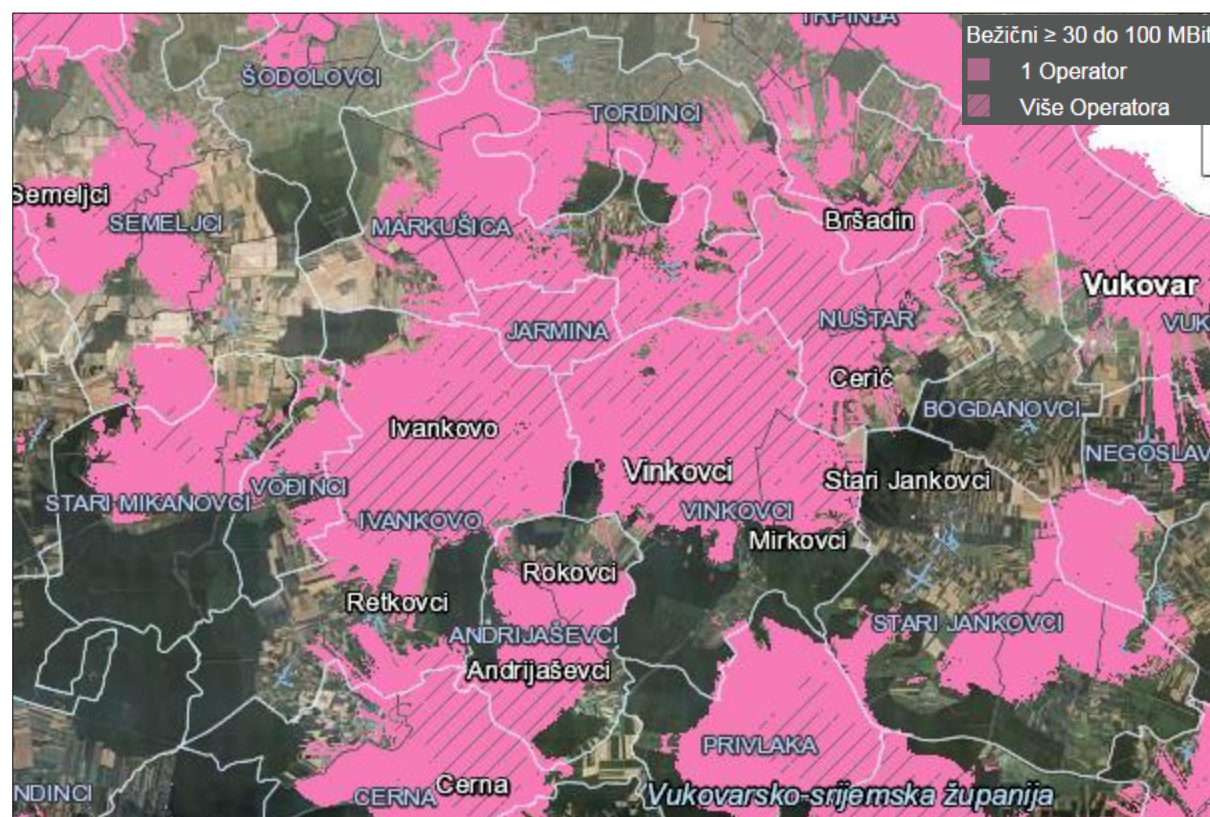 TRPINJA
Bežični ≥ 30 do 100 MBit
1 Operator
Više Operatora
ŠODOLOVCI
TORDINCI
Semeljci
SEMELJCI
MARKUŠICA
Bršadin
Vukovar
VUK
JARMINA
NUŠTAR
Cerić
BOGDANOVCI
Ivankovo
NEGOSLAV
Vinkovci
Stari Jankovci
STARI MIKANOVCI
VOĐINCI
IVANKOVO
VINKOVCI
Mirkovci
Rokovci
Retkovci
ANDRIJAŠEVCI
STARI JANKOVCI
Andrijaševci
PRIVLAKA
NDINCI
CERNA
Cerna
Vukovarsko-srijemska županija